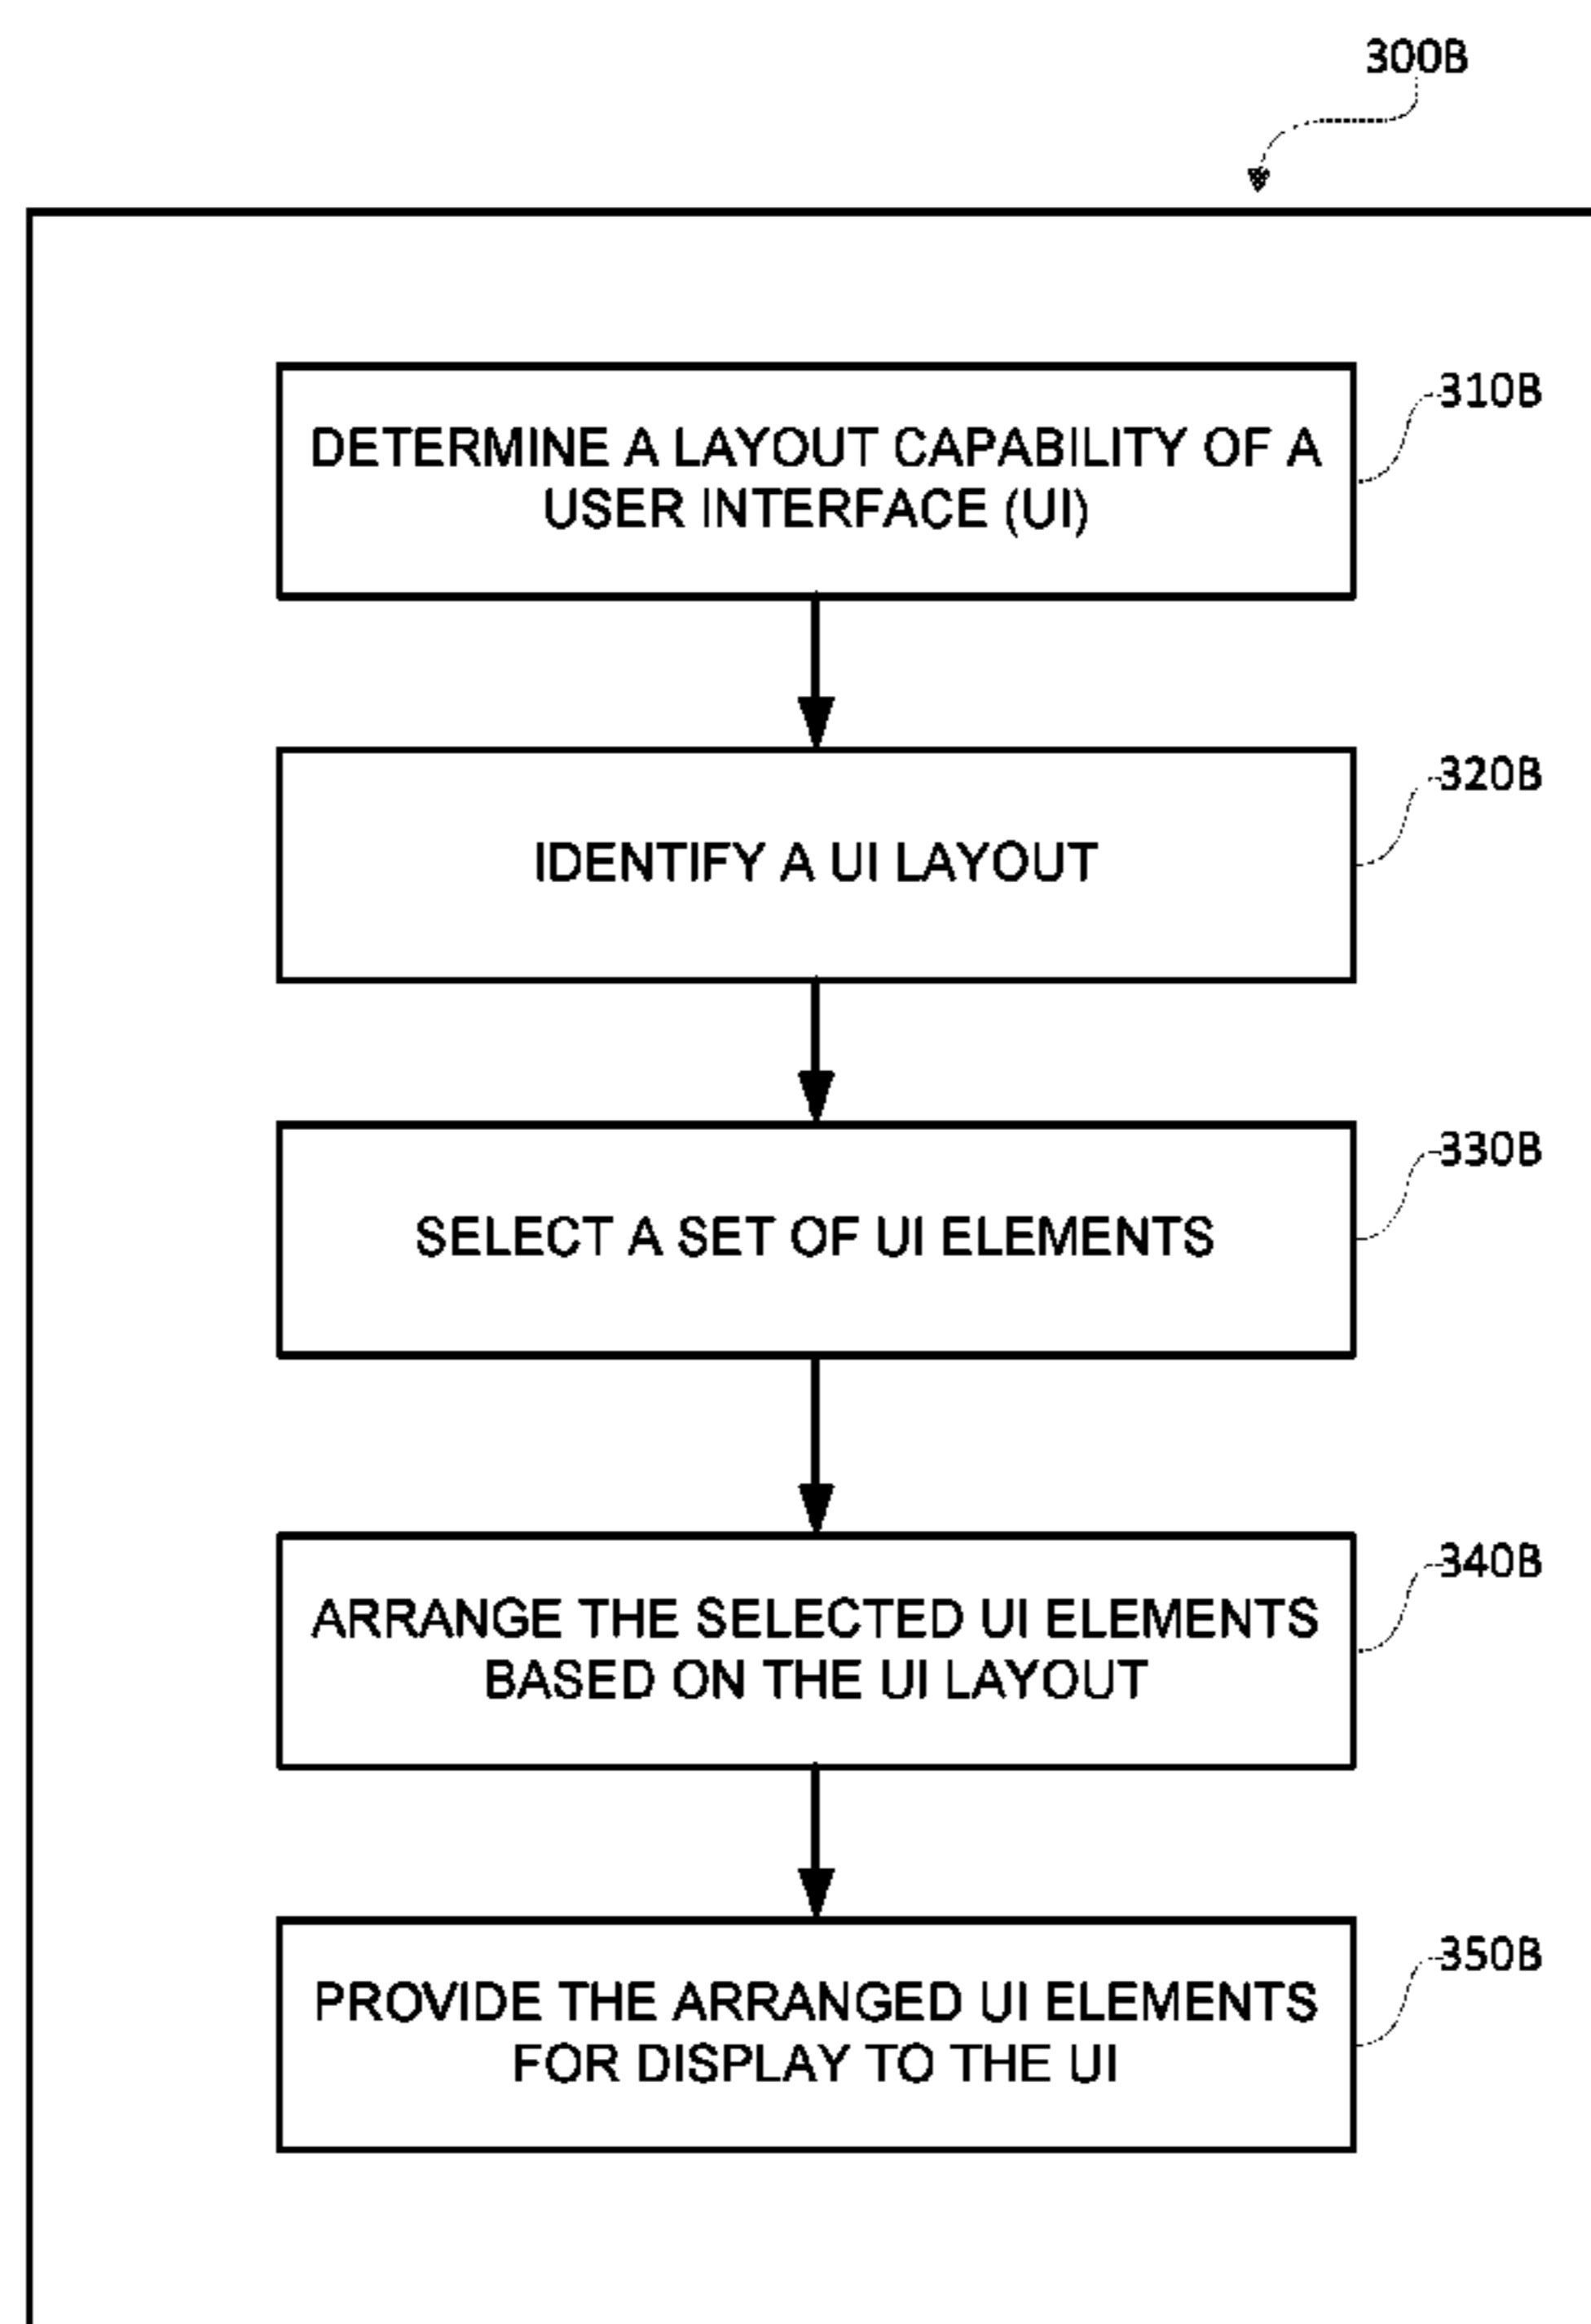 300B
310B
DETERMINE A LAYOUT CAPABILITY OF A
USER INTERFACE (UI)
320B
IDENTIFY A UI LAYOUT
330B
SELECT A SET OF UI ELEMENTS
340B
ARRANGE THE SELECTED UI ELEMENTS
BASED ON THE UI LAYOUT
350B
PROVIDE THE ARRANGED UI ELEMENTS
FOR DISPLAY TO THE UI